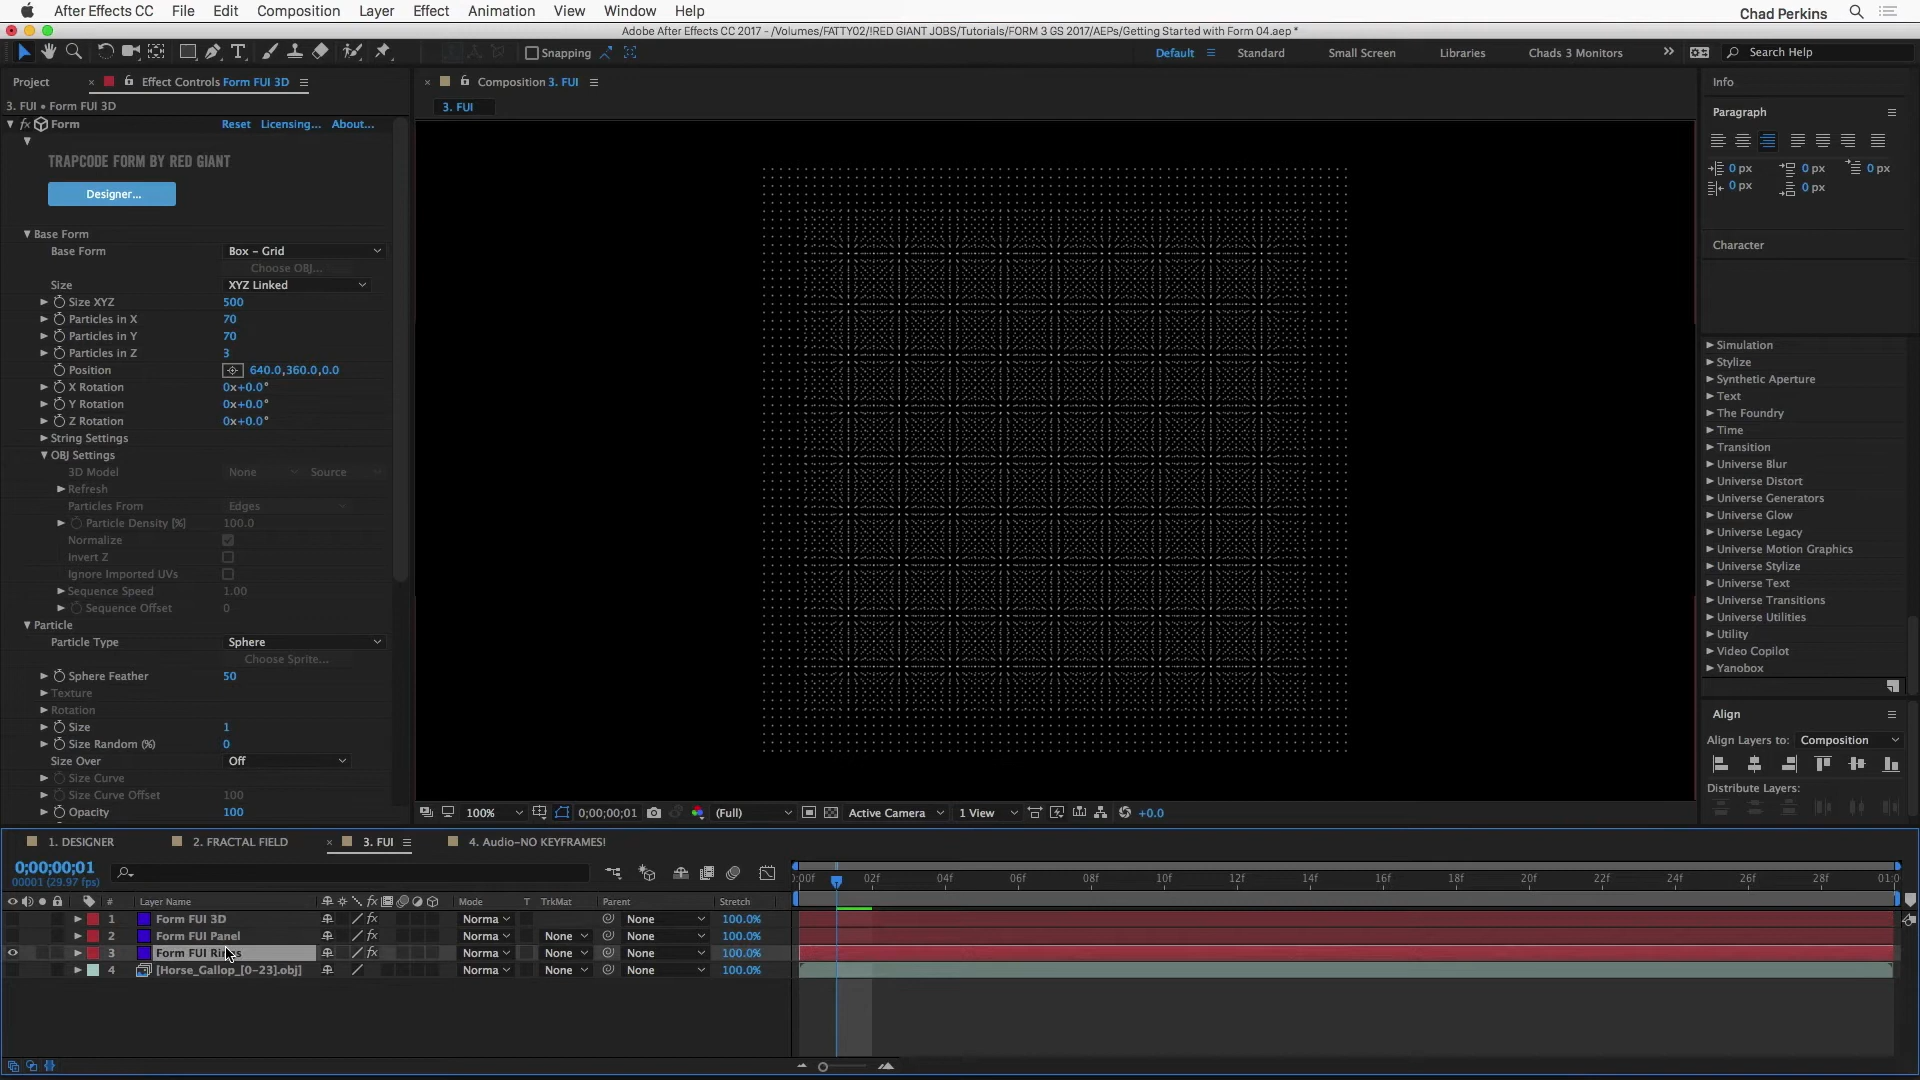 After Effects CC File Edit Composition Layer Effect Animation View Window Help Chad Perkins
Adobe After Effects CC 2017 - /Volumes/FATTY02/!RED GIANT JOBS/Tutorials/FORM 3 GS 2017/AEPs/Getting Started with Form 04.aep *
Snapping Default Standard Small Screen Libraries Chads 3 Monitors Search Help
Project Effect Controls Form FUI 3D
3. FUI • Form FUI 3D
fx Form Reset Licensing... About...
TRAPCODE FORM BY RED GIANT
Designer...
Base Form
Base Form Box - Grid
Choose OBJ...
Size XYZ Linked
Size XYZ 500
Particles in X 70
Particles in Y 70
Particles in Z 3
Position 640.0,360.0,0.0
X Rotation 0x+0.0°
Y Rotation 0x+0.0°
Z Rotation 0x+0.0°
String Settings
OBJ Settings
3D Model None Source
Refresh
Particles From Edges
Particle Density [%] 100.0
Normalize
Invert Z
Ignore Imported UVs
Sequence Speed 1.00
Sequence Offset 0
Particle
Particle Type Sphere
Choose Sprite...
Sphere Feather 50
Texture
Rotation
Size 1
Size Random (%) 0
Size Over Off
Size Curve
Size Curve Offset 100
Opacity 100
Composition 3. FUI
3. FUI
100% 0;00;00;01 (Full) Active Camera 1 View +0.0
Info
Paragraph
0 px 0 px 0 px
0 px 0 px
Character
Simulation
Stylize
Synthetic Aperture
Text
The Foundry
Time
Transition
Universe Blur
Universe Distort
Universe Generators
Universe Glow
Universe Legacy
Universe Motion Graphics
Universe Stylize
Universe Text
Universe Transitions
Universe Utilities
Utility
Video Copilot
Yanobox
Align
Align Layers to: Composition
Distribute Layers:
1. DESIGNER 2. FRACTAL FIELD 3. FUI 4. Audio-NO KEYFRAMES!
0;00;00;01
00001 (29.97 fps)
:00f 02f 04f 06f 08f 10f 12f 14f 16f 18f 20f 22f 24f 26f 28f 01:0
# Layer Name fx Mode T TrkMat Parent Stretch
1 Form FUI 3D fx Norma None 100.0%
2 Form FUI Panel fx Norma None None 100.0%
3 Form FUI Rings fx Norma None None 100.0%
4 [Horse_Gallop_[0-23].obj] Norma None None 100.0%